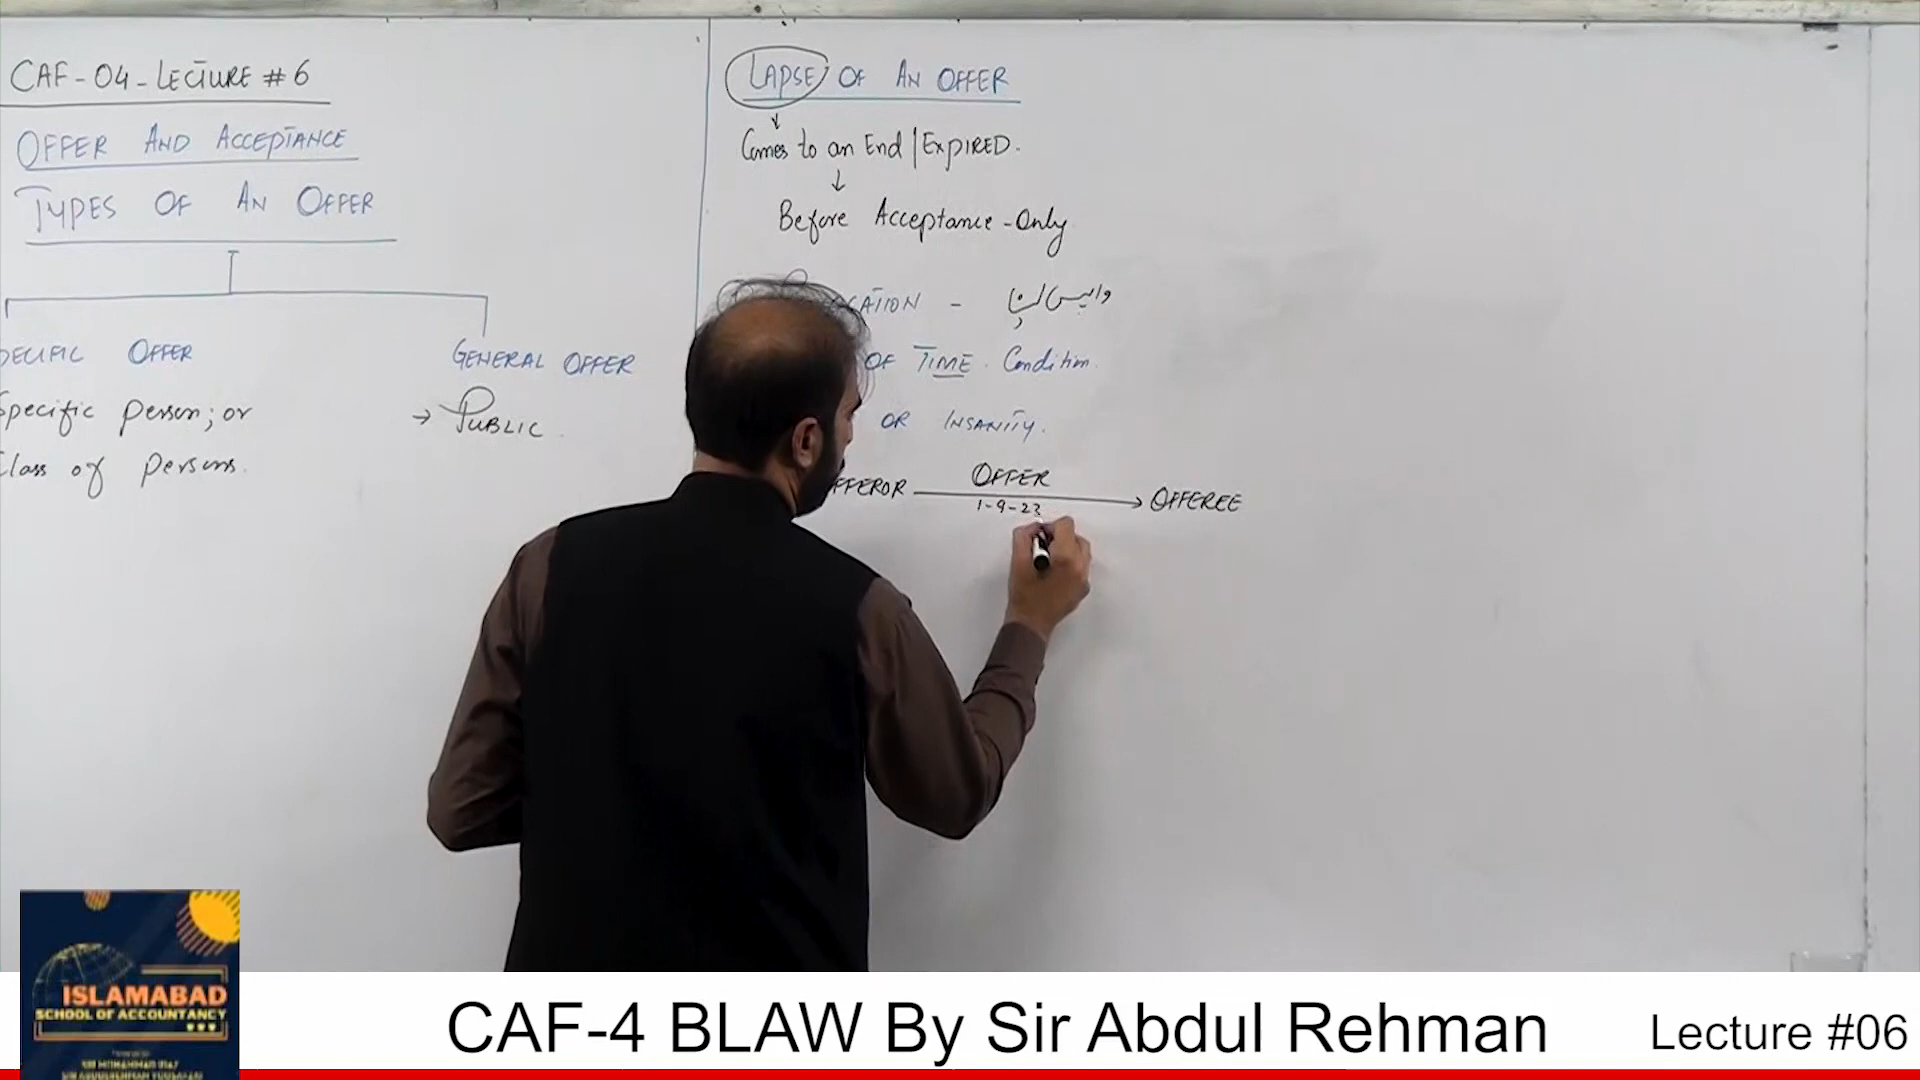 CAF-04-LECTURE #6
OFFER AND ACCEPTANCE
TYPES OF AN OFFER
PECIFIC OFFER
Specific person; or
Class of persons.
GENERAL OFFER
→ PUBLIC.
LAPSE OF AN OFFER
↓
Comes to an End | EXPIRED.
↓
Before Acceptance-Only
CATION - واپس لینا
OF TIME. Condition.
OR INSANITY.
FFEROR OFFER → OFFEREE
1-9-23
ISLAMABAD
SCHOOL OF ACCOUNTANCY
CAF-4 BLAW By Sir Abdul Rehman
Lecture #06